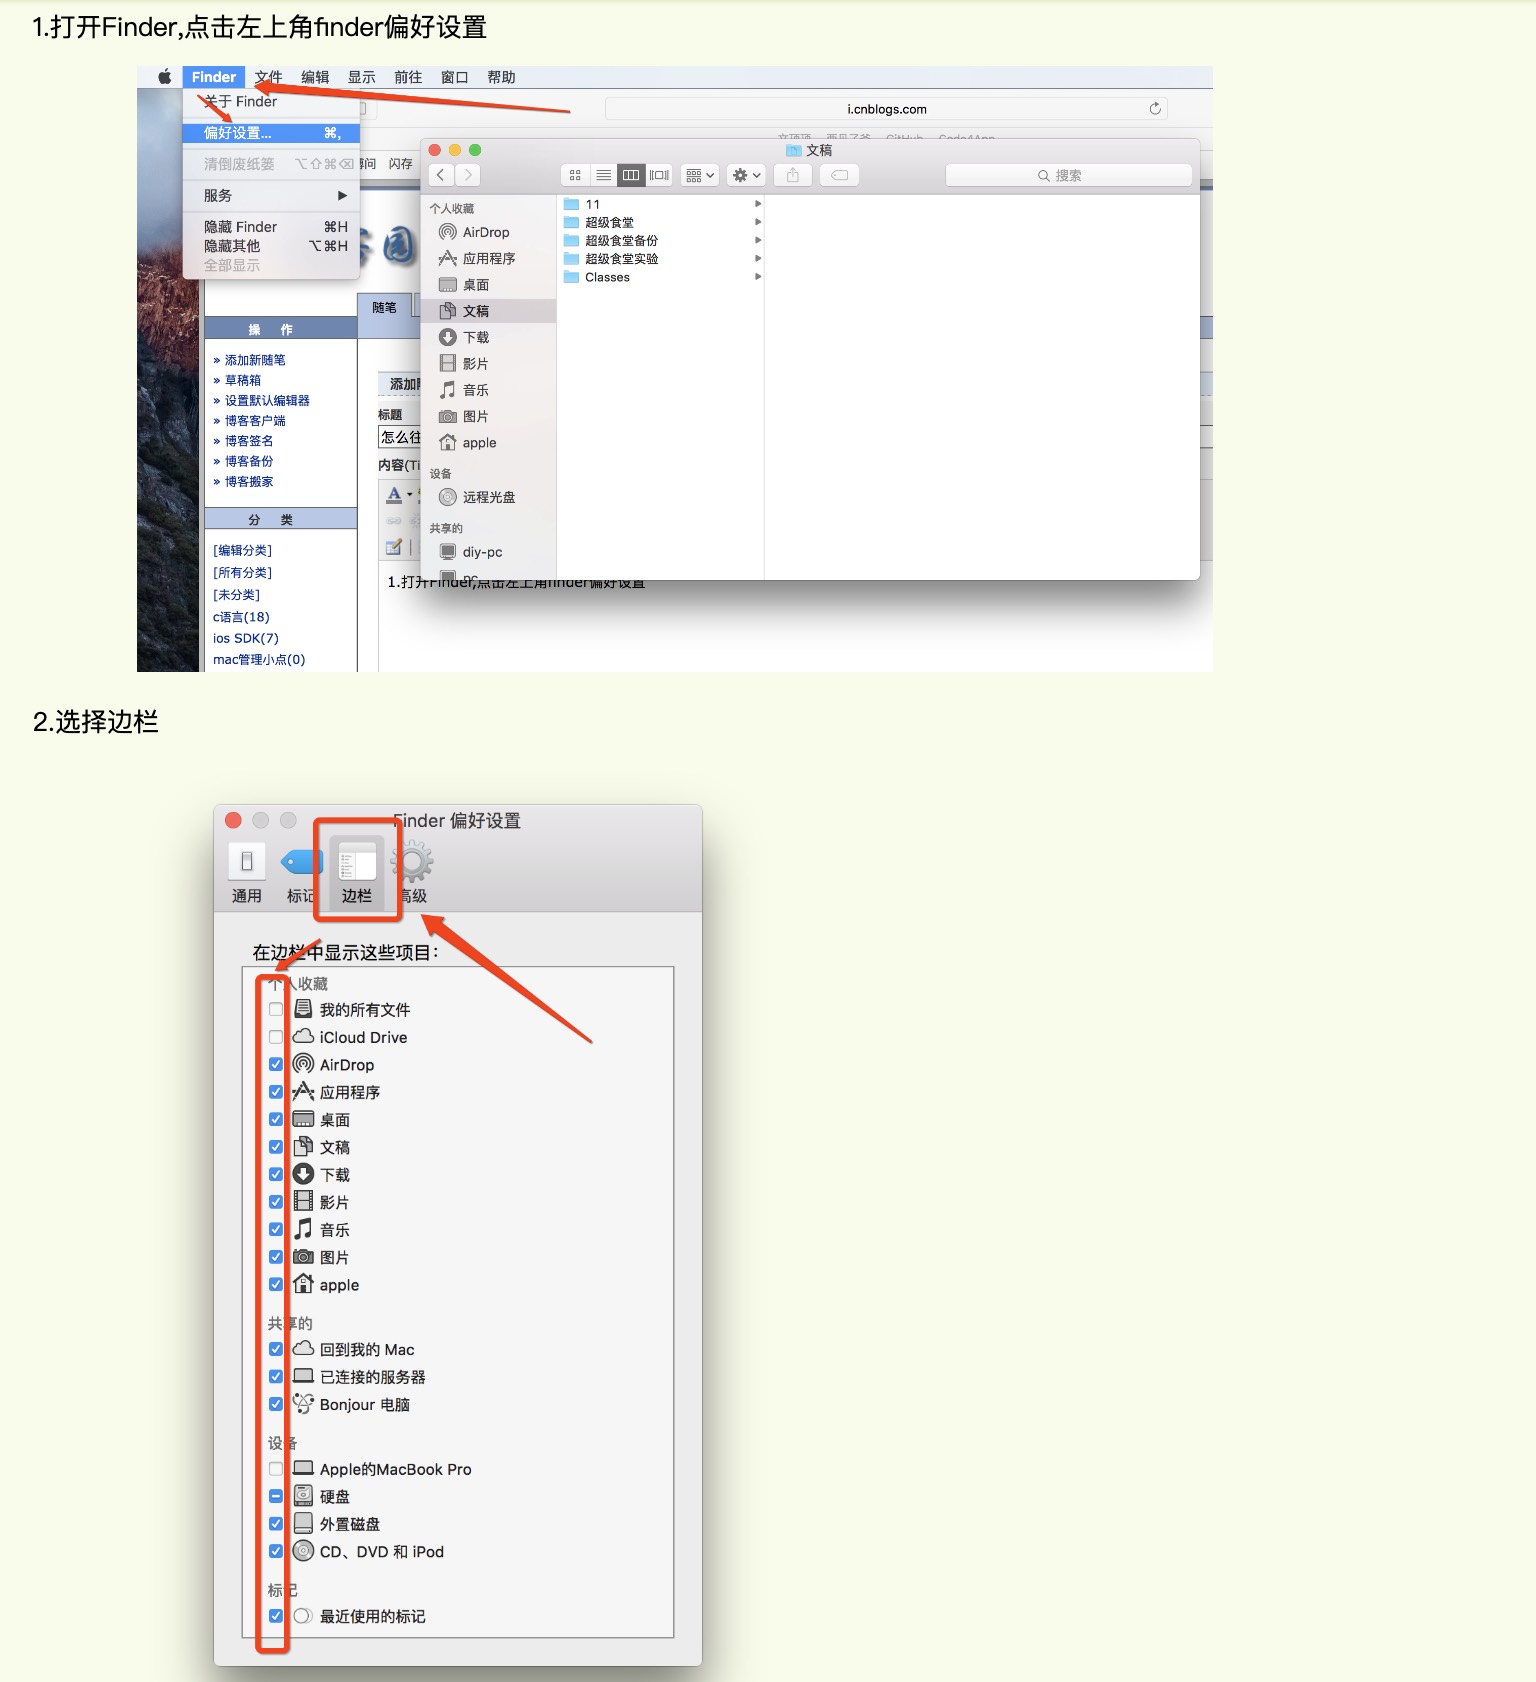 1.打开Finder,点击左上角finder偏好设置
Finder 文件 编辑 显示 前往 窗口 帮助
关于 Finder
i.cnblogs.com
偏好设置... ⌘,
文稿
清倒废纸篓 ⌥⇧⌘⌫
闪存
搜索
服务
隐藏 Finder ⌘H
隐藏其他 ⌥⌘H
全部显示
个人收藏
AirDrop
应用程序
桌面
文稿
下载
影片
音乐
图片
apple
设备
远程光盘
共享的
diy-pc
pc
11
超级食堂
超级食堂备份
超级食堂实验
Classes
随笔
操 作
» 添加新随笔
» 草稿箱
» 设置默认编辑器
» 博客客户端
» 博客签名
» 博客备份
» 博客搬家
分 类
[编辑分类]
[所有分类]
[未分类]
c语言(18)
ios SDK(7)
mac管理小点(0)
添加
标题
怎么往
内容(Ti
1.打开Finder,点击左上角finder偏好设置
2.选择边栏
Finder 偏好设置
通用 标记 边栏 高级
在边栏中显示这些项目：
个人收藏
我的所有文件
iCloud Drive
AirDrop
应用程序
桌面
文稿
下载
影片
音乐
图片
apple
共享的
回到我的 Mac
已连接的服务器
Bonjour 电脑
设备
Apple的MacBook Pro
硬盘
外置磁盘
CD、DVD 和 iPod
标记
最近使用的标记